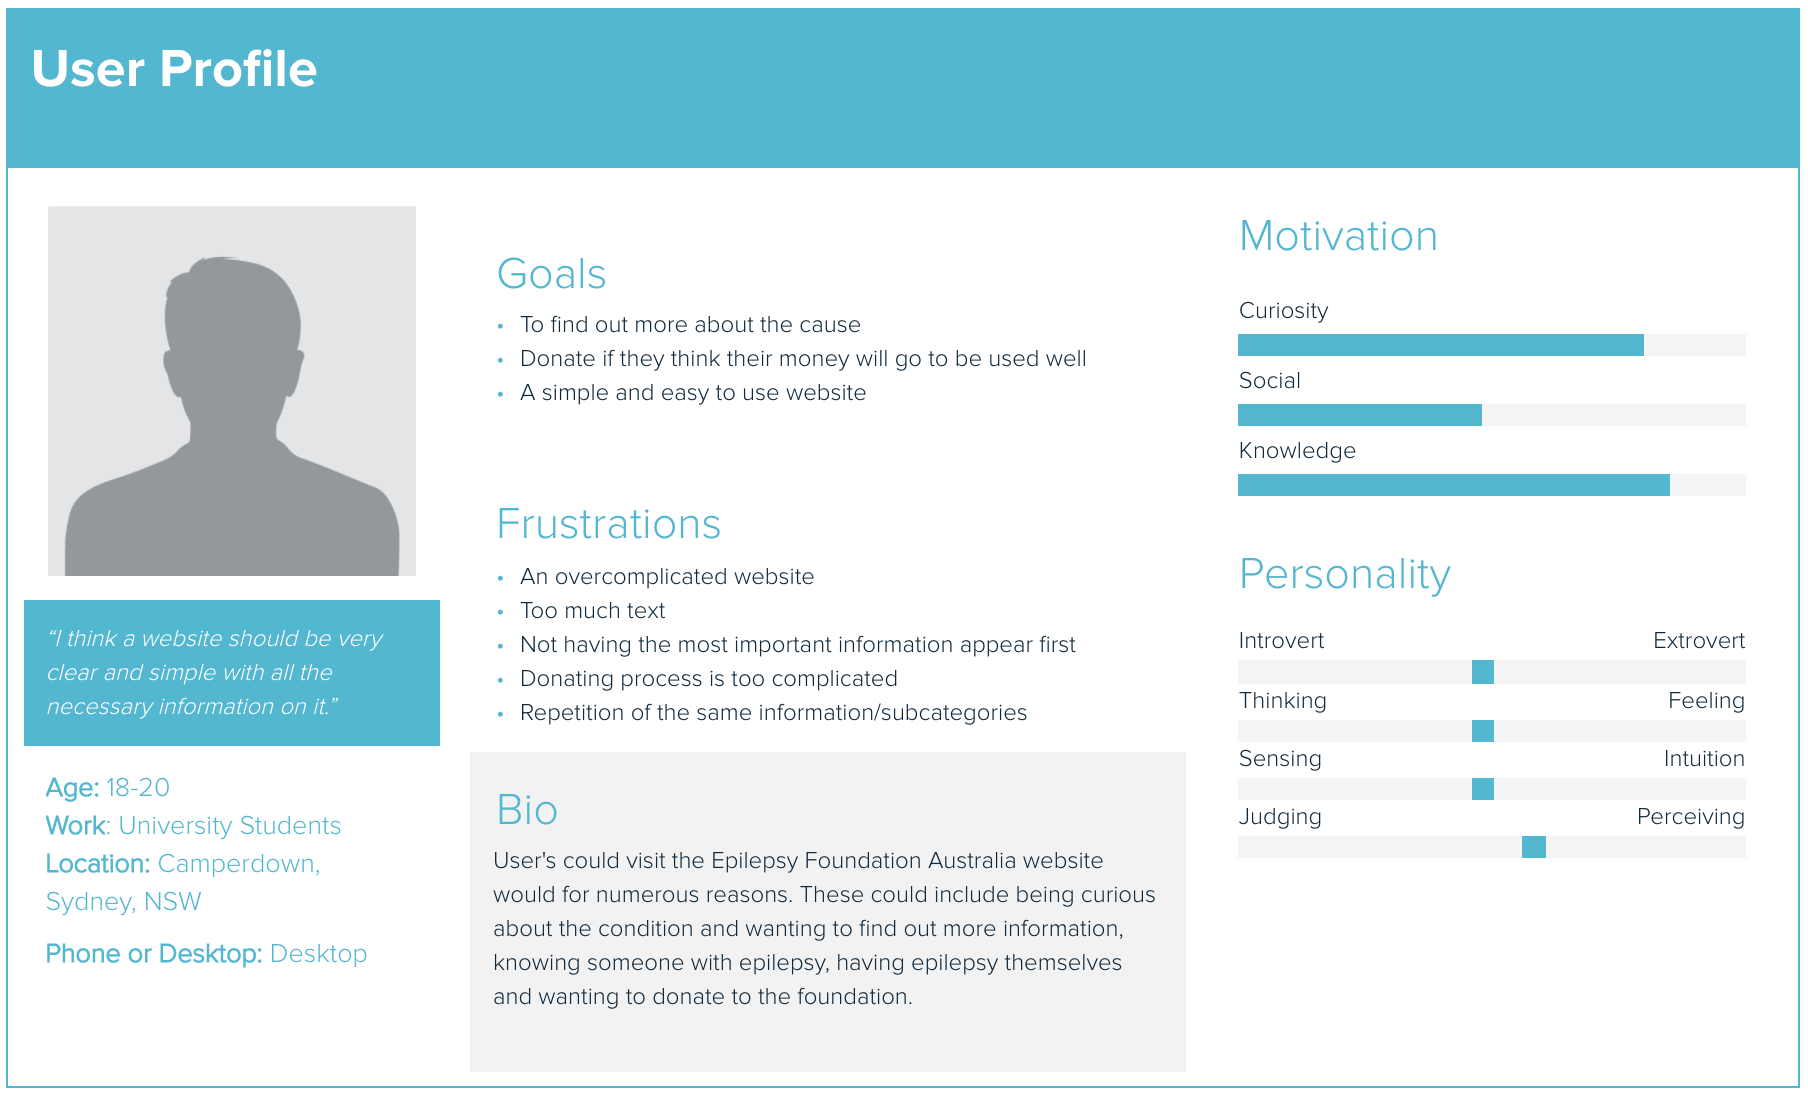 User Profile
“I think a website should be very
clear and simple with all the
necessary information on it.”
Age: 18-20
Work: University Students
Location: Camperdown,
Sydney, NSW
Phone or Desktop: Desktop
Goals
• To find out more about the cause
• Donate if they think their money will go to be used well
• A simple and easy to use website
Frustrations
• An overcomplicated website
• Too much text
• Not having the most important information appear first
• Donating process is too complicated
• Repetition of the same information/subcategories
Bio
User's could visit the Epilepsy Foundation Australia website
would for numerous reasons. These could include being curious
about the condition and wanting to find out more information,
knowing someone with epilepsy, having epilepsy themselves
and wanting to donate to the foundation.
Motivation
Curiosity
Social
Knowledge
Personality
Introvert Extrovert
Thinking Feeling
Sensing Intuition
Judging Perceiving